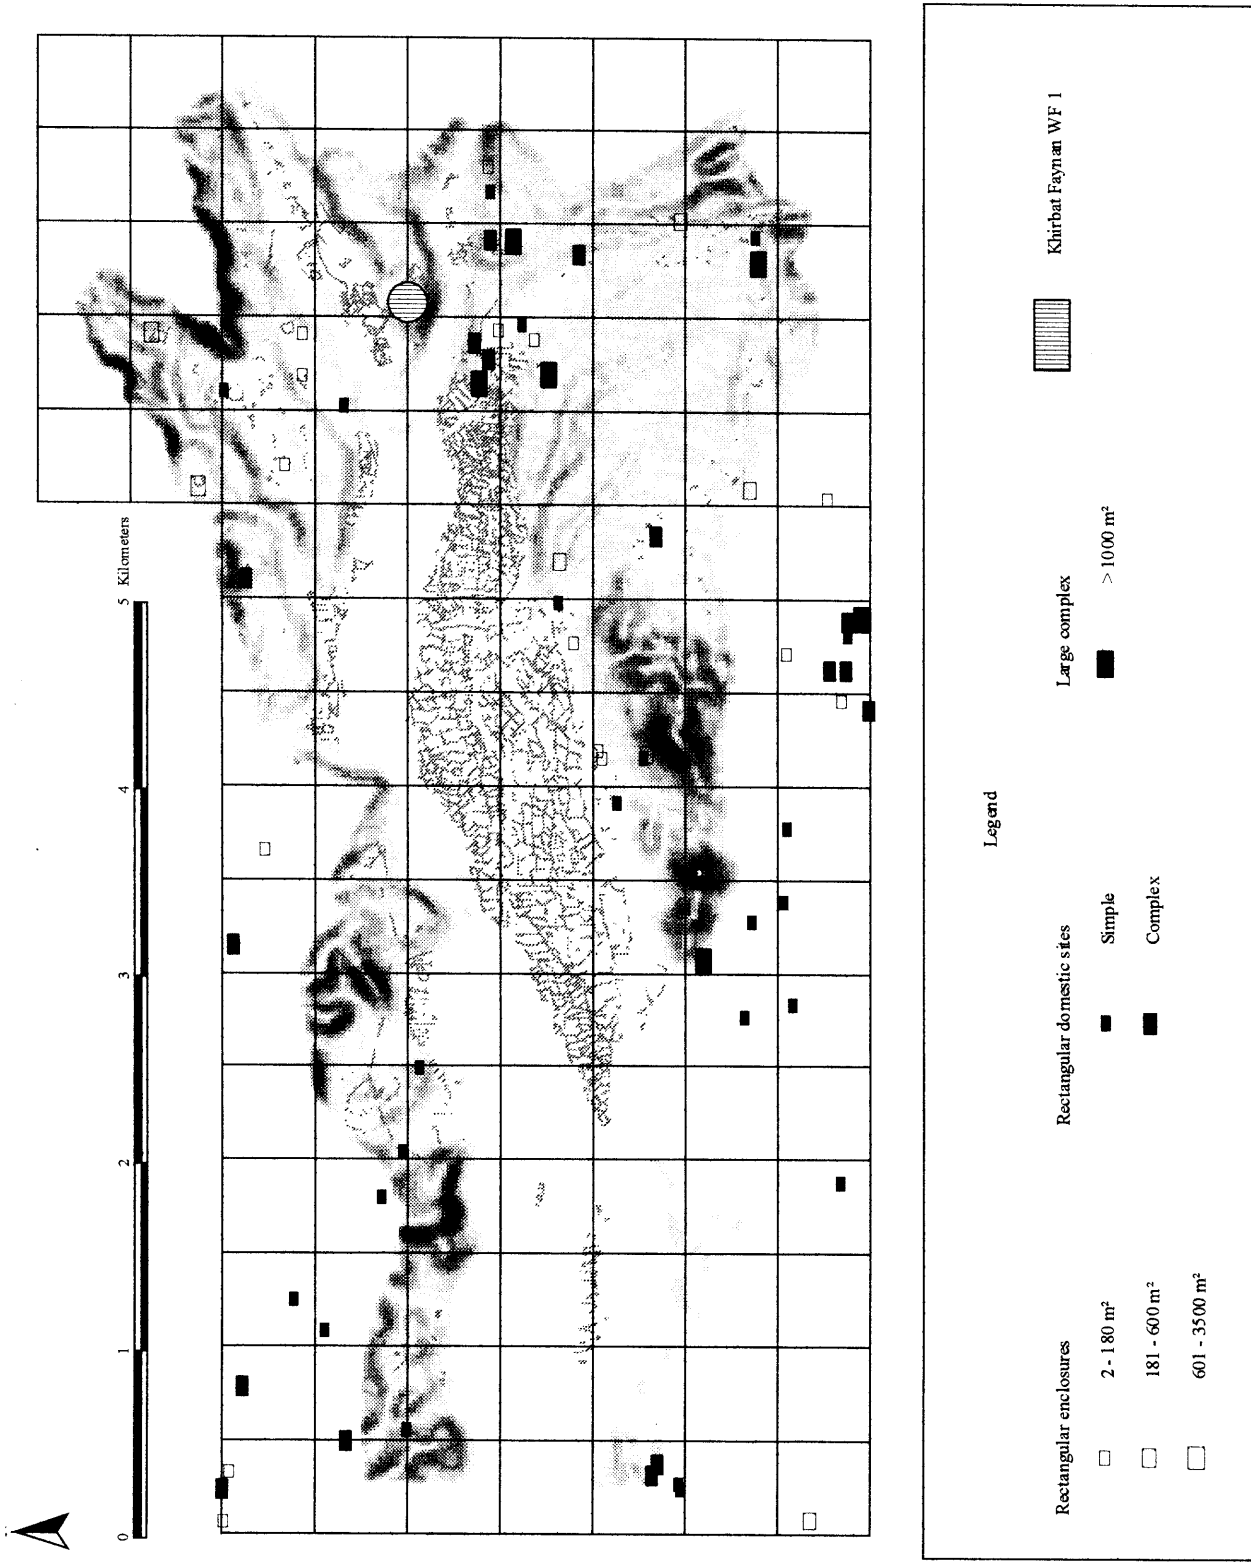 0 1 2 3 4 5 Kilometers
Legend
Rectangular enclosures
2 - 180 m²
181 - 600 m²
601 - 3500 m²
Rectangular domestic sites
Simple
Complex
Large complex
> 1000 m²
Khirbat Faynan WF 1